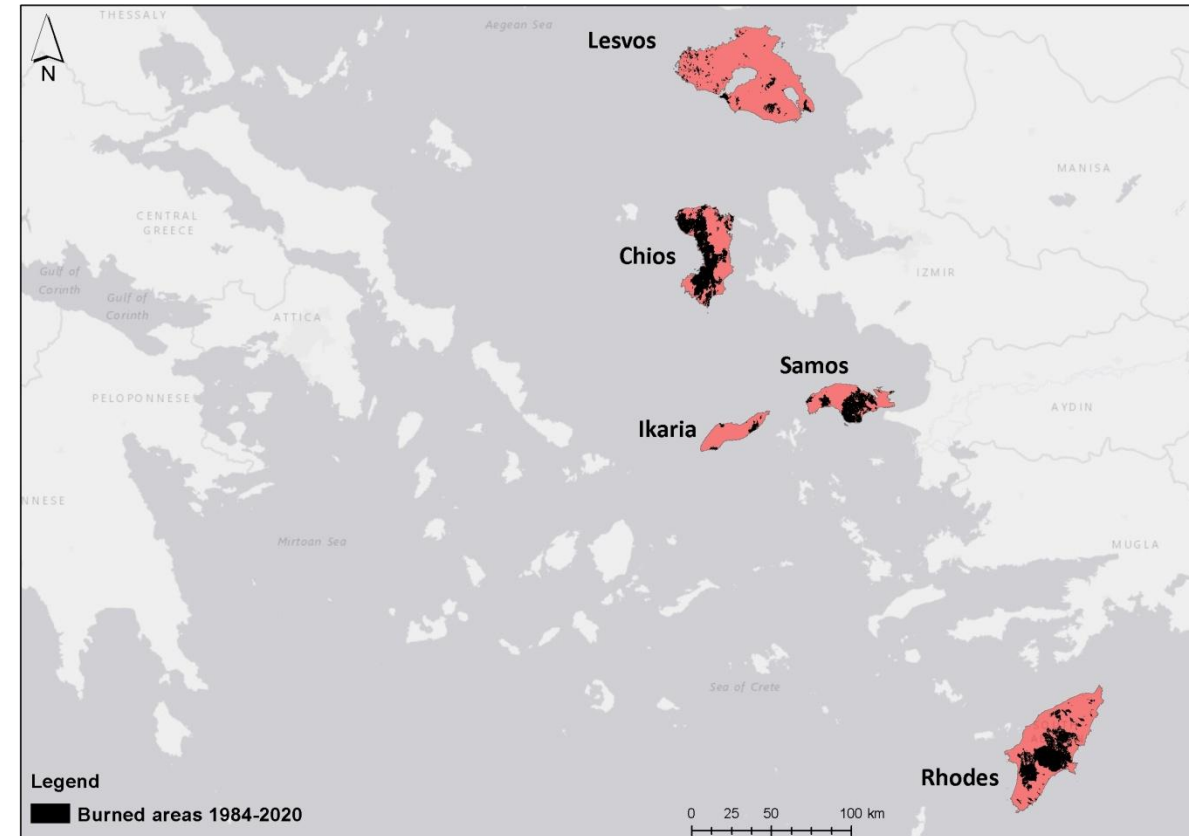 THESSALY
Aegean Sea
Lesvos
N
MANISA
CENTRAL
GREECE
Chios
Gulf of
Corinth
Gulf of
Corinth
IZMIR
ATTICA
Samos
PELOPONNESE
AYDIN
Ikaria
NNESE
Mirtoan Sea
MUGLA
Sea of Crete
Rhodes
Legend
Burned areas 1984-2020
0 25 50 100 km